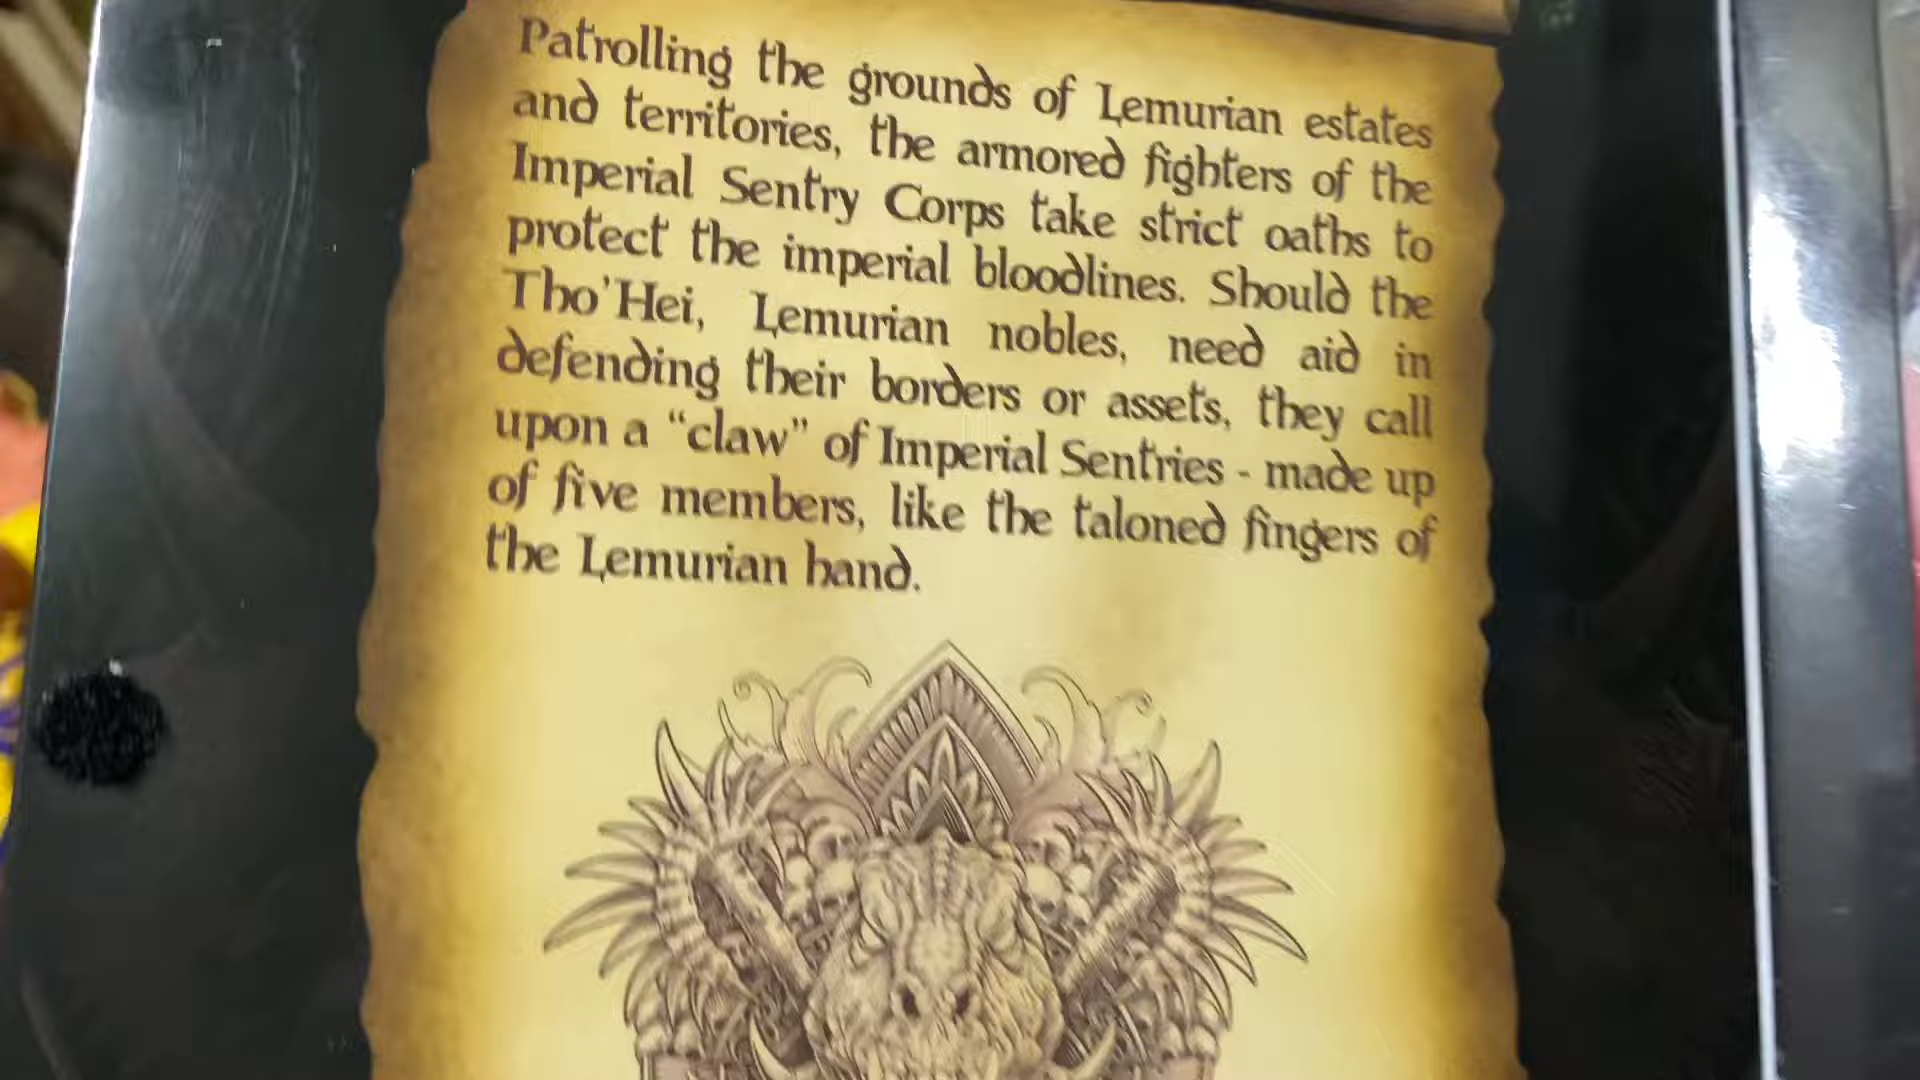 Patrolling the grounds of Lemurian estates
and territories, the armored fighters of the
Imperial Sentry Corps take strict oaths to
protect the imperial bloodlines. Should the
Tho'Hei, Lemurian nobles, need aid in
defending their borders or assets, they call
upon a “claw” of Imperial Sentries - made up
of five members, like the taloned fingers of
the Lemurian hand.